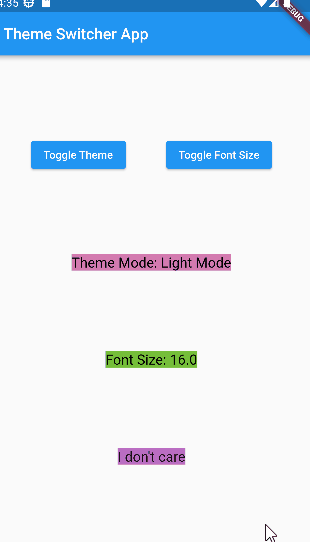 4:35
DEBUG
Theme Switcher App
Toggle Theme
Toggle Font Size
Theme Mode: Light Mode
Font Size: 16.0
I don't care